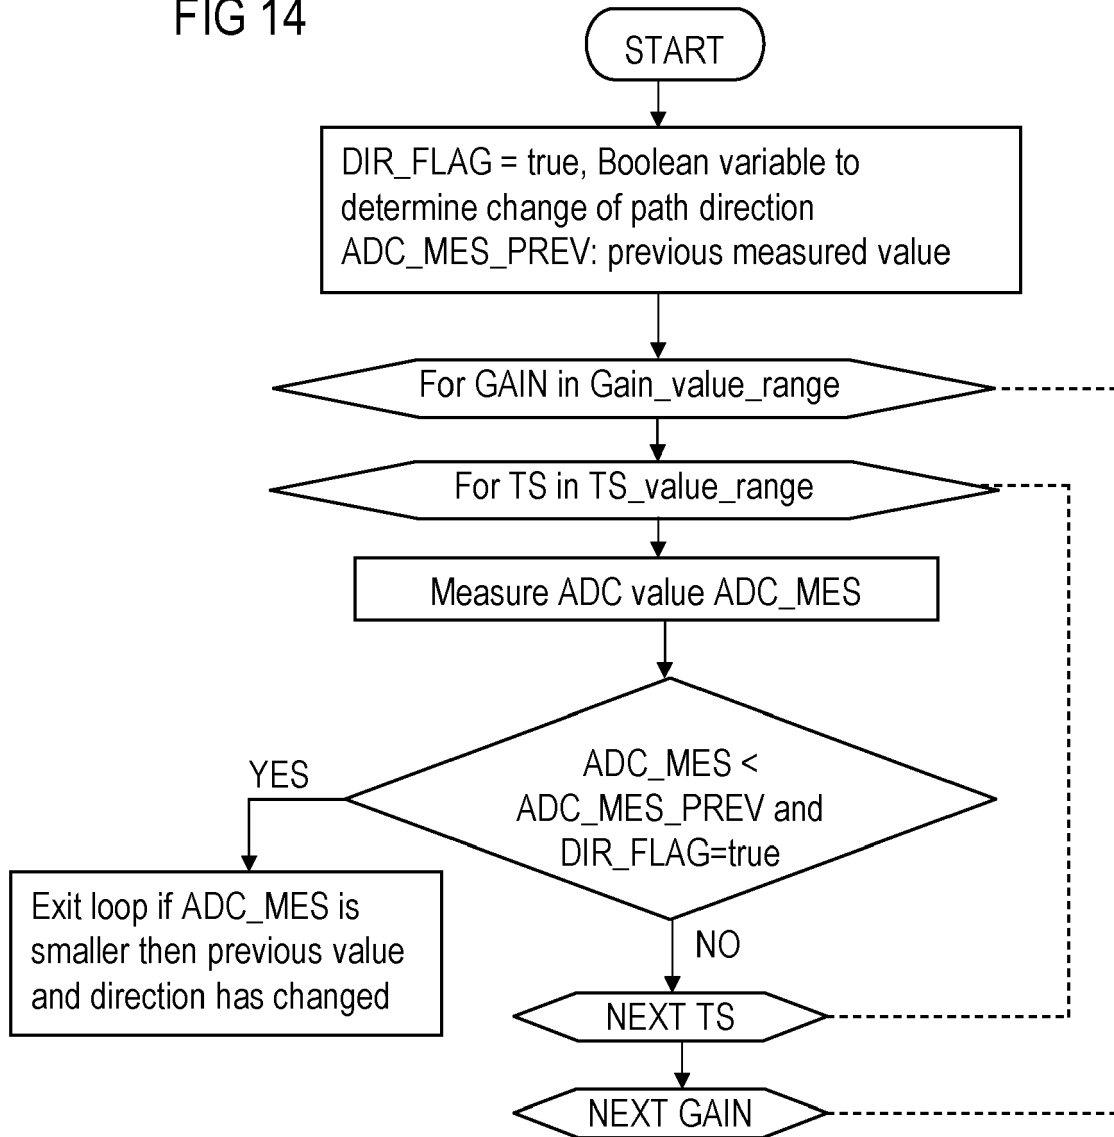 FIG 14
START
DIR_FLAG = true, Boolean variable to
determine change of path direction
ADC_MES_PREV: previous measured value
For GAIN in Gain_value_range
For TS in TS_value_range
Measure ADC value ADC_MES
ADC_MES <
ADC_MES_PREV and
DIR_FLAG=true
YES
Exit loop if ADC_MES is
smaller then previous value
and direction has changed
NO
NEXT TS
NEXT GAIN